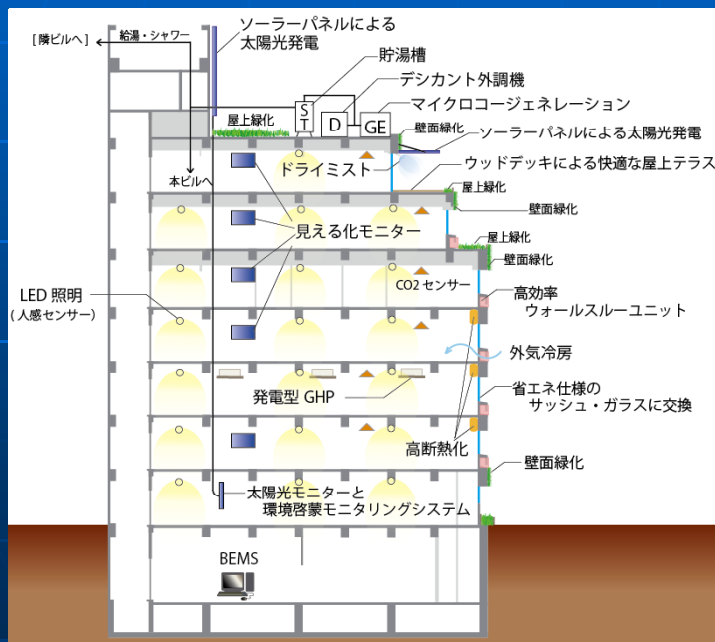 ソーラーパネルによる
太陽光発電
[ 隣ビルへ ]
給湯・シャワー
貯湯槽
デシカント外調機
マイクロコージェネレーション
屋上緑化
S
T
D
GE
壁面緑化
ソーラーパネルによる太陽光発電
ドライミスト
ウッドデッキによる快適な屋上テラス
本ビルへ
屋上緑化
壁面緑化
見える化モニター
屋上緑化
壁面緑化
CO2 センサー
LED 照明
( 人感センサー )
高効率
ウォールスルーユニット
外気冷房
発電型 GHP
省エネ仕様の
サッシュ・ガラスに交換
高断熱化
壁面緑化
太陽光モニターと
環境啓蒙モニタリングシステム
BEMS